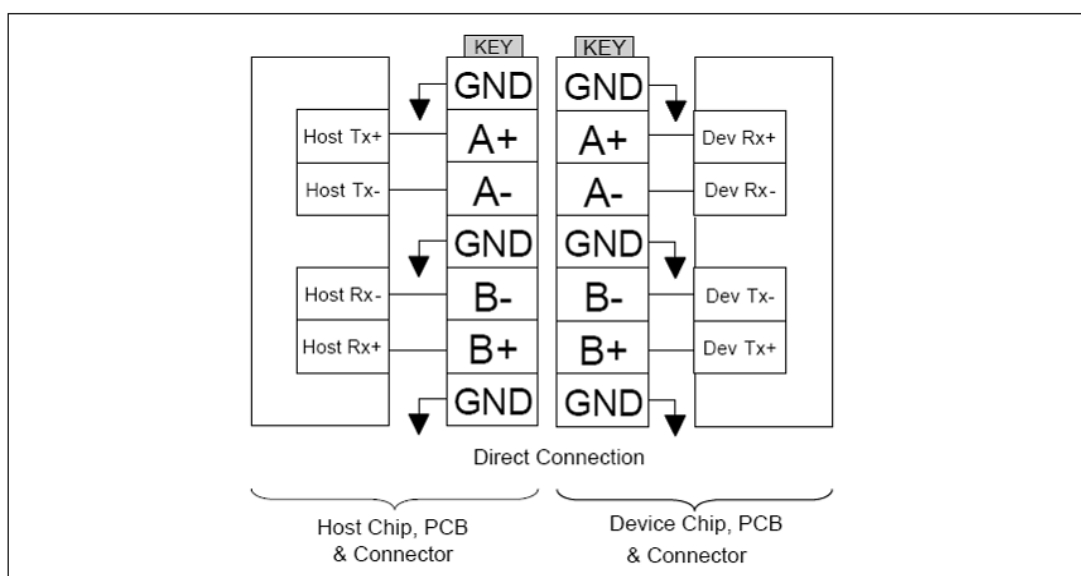 KEY KEY
GND GND
Host Tx+ A+ A+ Dev Rx+
Host Tx- A- A- Dev Rx-
GND GND
Host Rx- B- B- Dev Tx-
Host Rx+ B+ B+ Dev Tx+
GND GND
Direct Connection
Host Chip, PCB
& Connector
Device Chip, PCB
& Connector